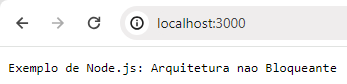 localhost:3000
Exemplo de Node.js: Arquitetura nao Bloqueante